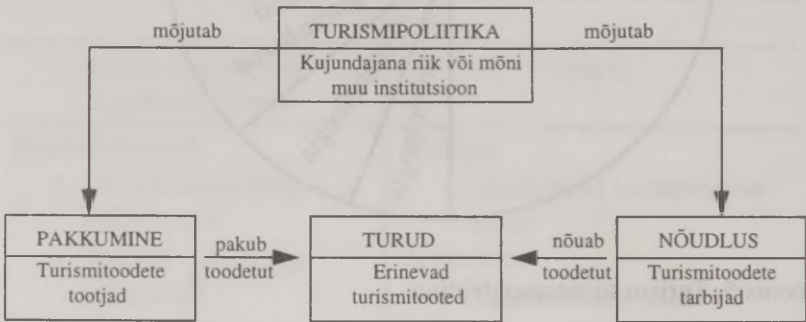 mõjutab
TURISMIPOLIITIKA
mõjutab
Kujundajana riik või mõni
muu institutsioon
PAKKUMINE
pakub
toodetut
TURUD
nõuab
toodetut
NÕUDLUS
Turismitoodete
tootjad
Erinevad
turismitooted
Turismitoodete
tarbijad